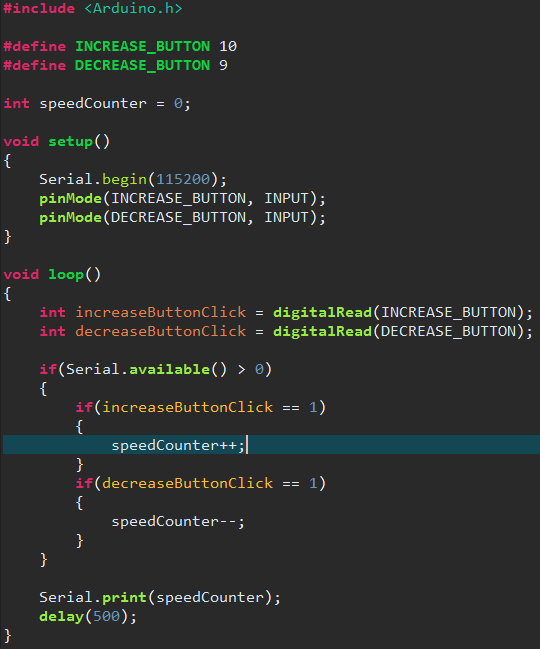 #include <Arduino.h>

#define INCREASE_BUTTON 10
#define DECREASE_BUTTON 9

int speedCounter = 0;

void setup()
{
    Serial.begin(115200);
    pinMode(INCREASE_BUTTON, INPUT);
    pinMode(DECREASE_BUTTON, INPUT);
}

void loop()
{
    int increaseButtonClick = digitalRead(INCREASE_BUTTON);
    int decreaseButtonClick = digitalRead(DECREASE_BUTTON);

    if(Serial.available() > 0)
    {
        if(increaseButtonClick == 1)
        {
            speedCounter++;
        }
        if(decreaseButtonClick == 1)
        {
            speedCounter--;
        }
    }

    Serial.print(speedCounter);
    delay(500);
}